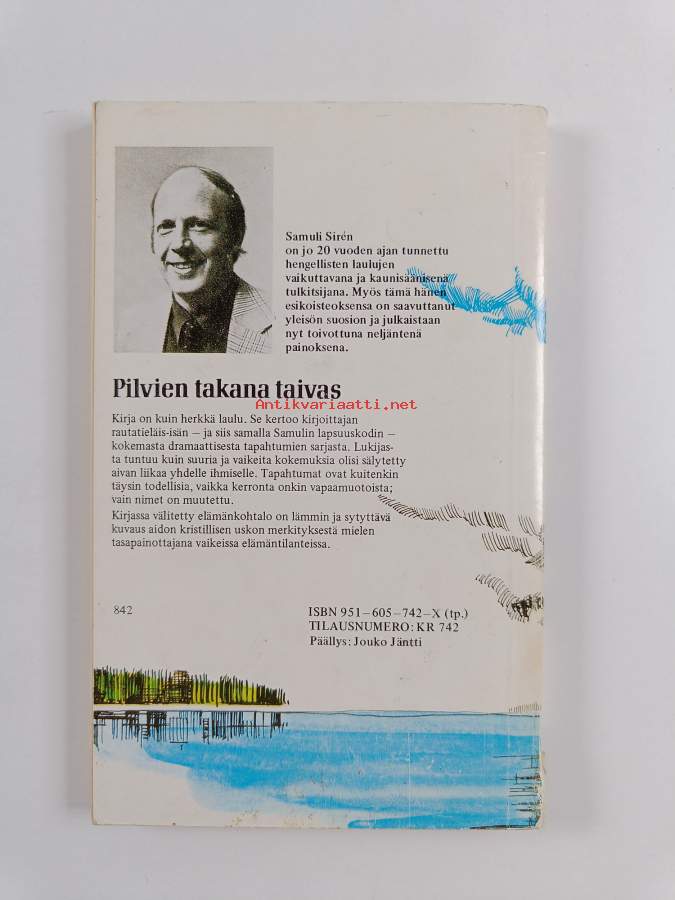 Samuli Sirén
on jo 20 vuoden ajan tunnettu
hengellisten laulujen
vaikuttavana ja kaunisäänisenä
tulkitsijana. Myös tämä hänen
esikoisteoksensa on saavuttanut
yleisön suosion ja julkaistaan
nyt toivottuna neljäntenä
painoksena.
Pilvien takana taivas
Antikvariaatti.net
Kirja on kuin herkkä laulu. Se kertoo kirjoittajan
rautatieläis-isän – ja siis samalla Samulin lapsuuskodin –
kokemasta dramaattisesta tapahtumien sarjasta. Lukijas-
ta tuntuu kuin suuria ja vaikeita kokemuksia olisi sälytetty
aivan liikaa yhdelle ihmiselle. Tapahtumat ovat kuitenkin
täysin todellisia, vaikka kerronta onkin vapaamuotoista;
vain nimet on muutettu.
Kirjassa välitetty elämänkohtalo on lämmin ja sytyttävä
kuvaus aidon kristillisen uskon merkityksestä mielen
tasapainottajana vaikeissa elämäntilanteissa.
842
ISBN 951–605–742–X (tp.)
TILAUSNUMERO: KR 742
Päällys: Jouko Jäntti